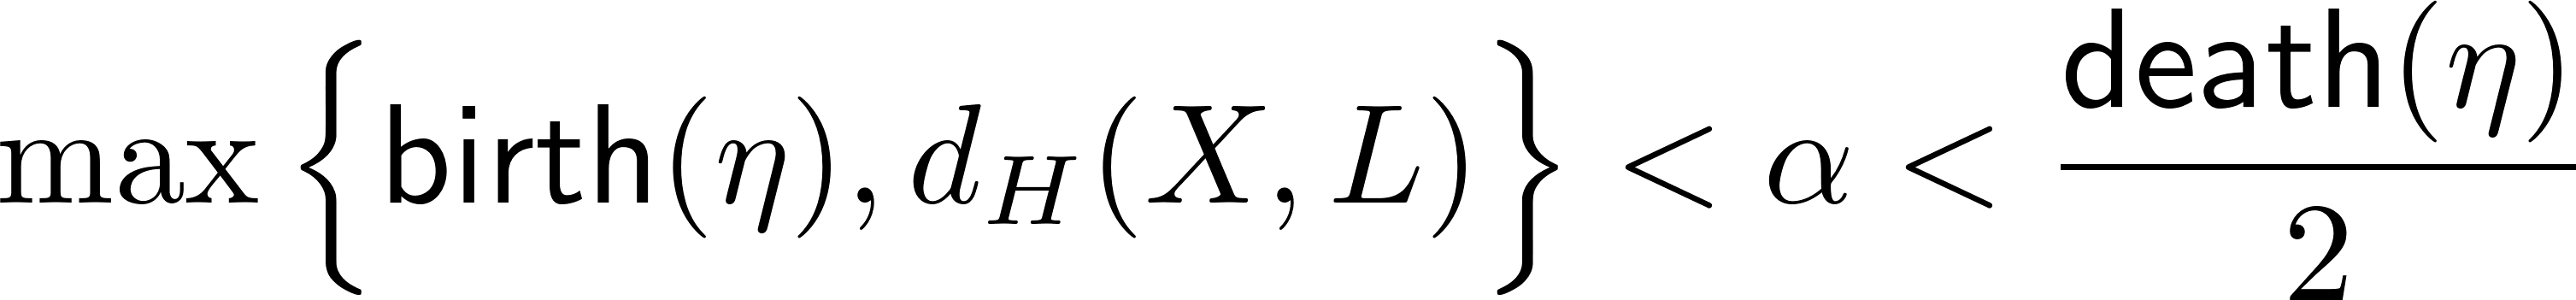 max { birth(η), d_H(X, L) } < α < death(η) / 2